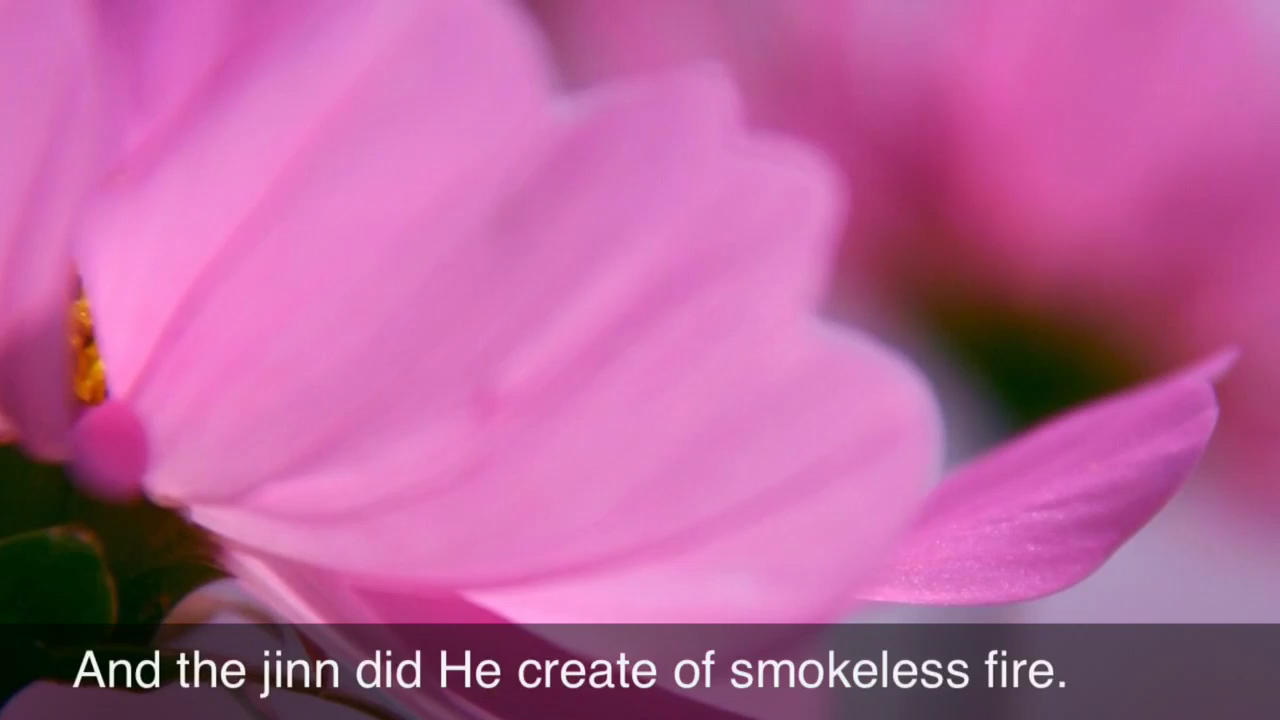 And the jinn did He create of smokeless fire.